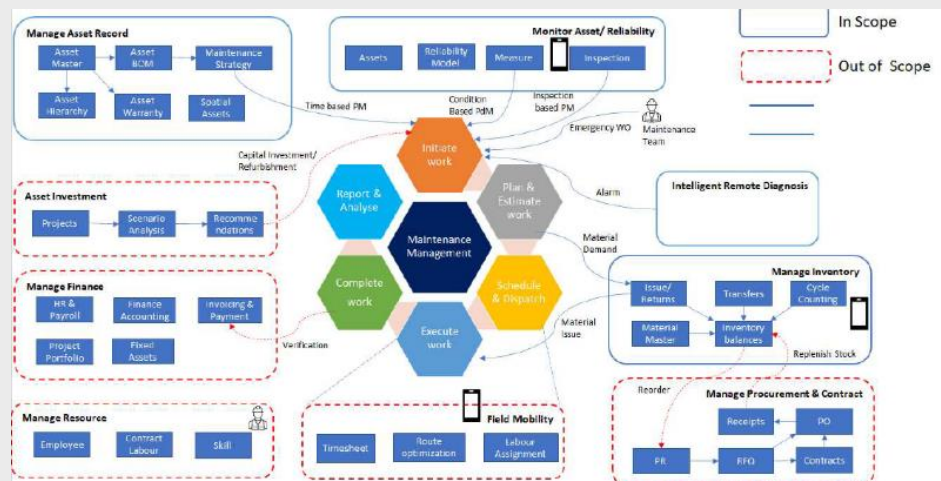 Manage Asset Record
Asset
Master
Asset
BOM
Maintenance
Strategy
Asset
Hierarchy
Asset
Warranty
Spatial
Assets
Monitor Asset/ Reliability
Assets
Reliability
Model
Measure
Inspection
In Scope
Out of Scope
Time based PM
Condition
Based PdM
Inspection
based PM
Emergency WO
Maintenance
Team
Capital Investment/
Refurbishment
Initiate
work
Report &
Analyse
Plan &
Estimate
work
Alarm
Intelligent Remote Diagnosis
Asset Investment
Projects
Scenario
Analysis
Recomme
ndations
Maintenance
Management
Material
Demand
Manage Finance
HR &
Payroll
Finance
Accounting
Invoicing &
Payment
Project
Portfolio
Fixed
Assets
Verification
Complete
work
Schedule
& Dispatch
Execute
work
Material
Issue
Manage Inventory
Issue/
Returns
Transfers
Cycle
Counting
Material
Master
Inventory
balances
Replenish Stock
Reorder
Manage Resource
Employee
Contract
Labour
Skill
Field Mobility
Timesheet
Route
optimization
Labour
Assignment
Manage Procurement & Contract
Receipts
PO
PR
RFQ
Contracts